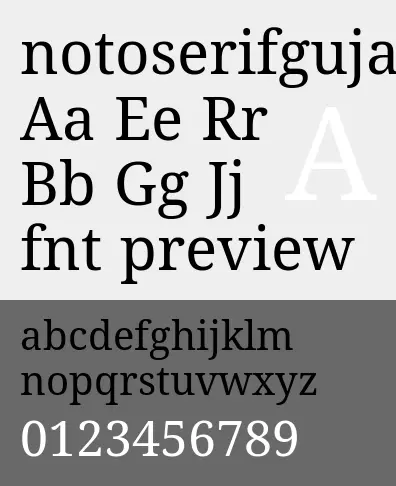 notoserifguja
Aa Ee Rr
A
Bb Gg Jj
fnt preview
abcdefghijklm
nopqrstuvwxyz
0123456789